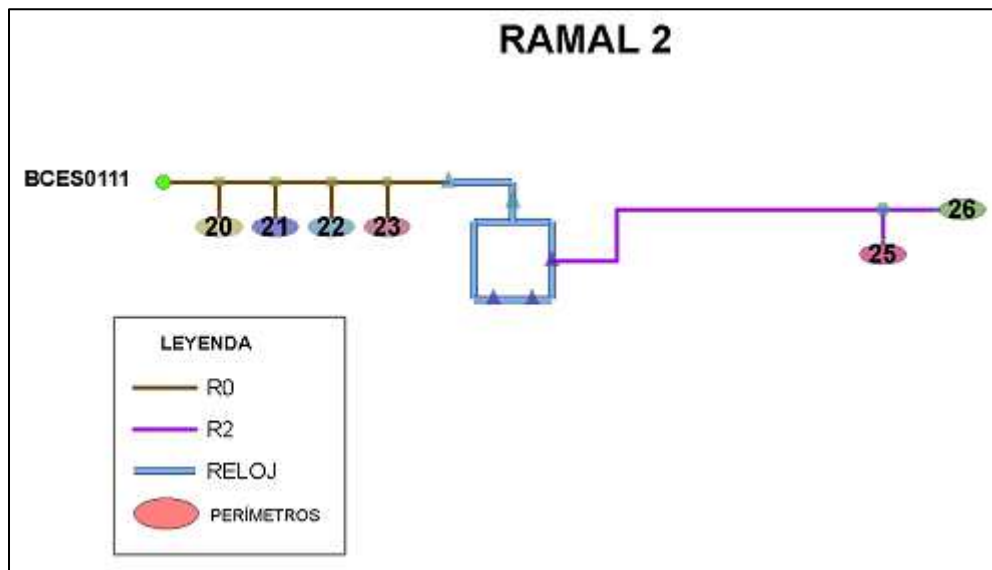 RAMAL 2
BCES0111
20
21
22
23
26
25
LEYENDA
R0
R2
RELOJ
PERÍMETROS